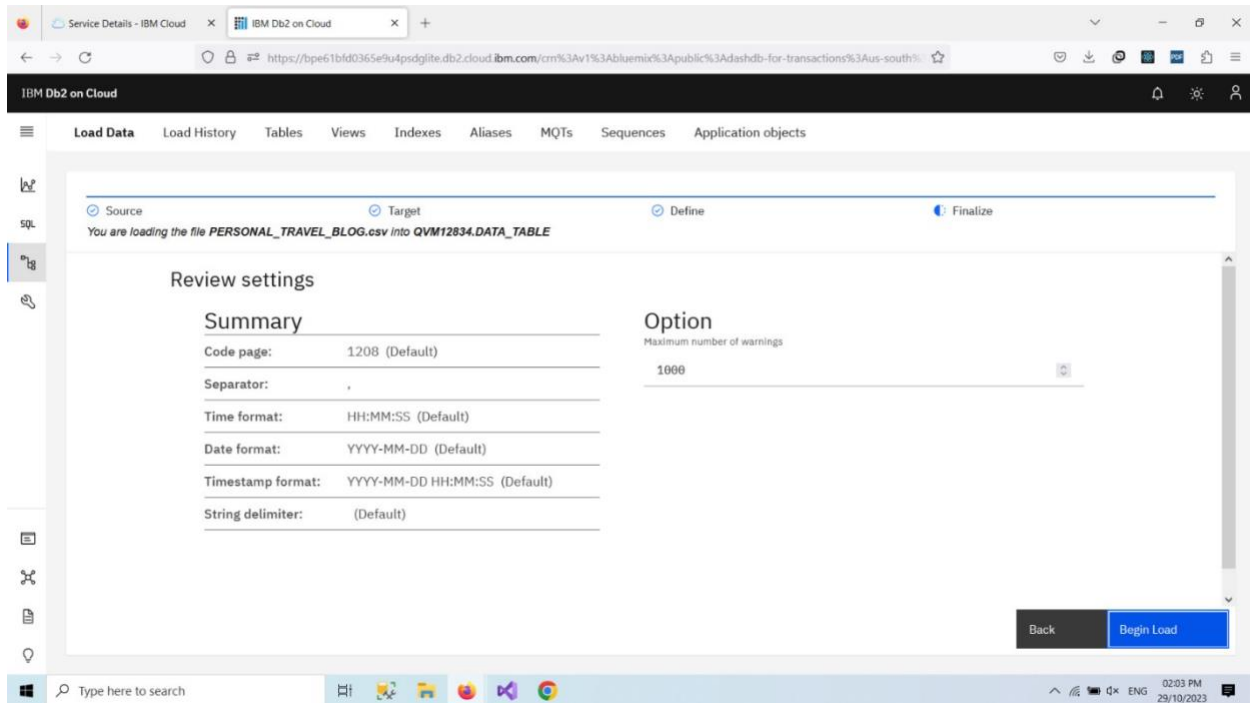 Service Details - IBM Cloud
IBM Db2 on Cloud
https://bpe61bfd0365e9u4psdglite.db2.cloud.ibm.com/crn%3Av1%3Abluemix%3Apublic%3Adashdb-for-transactions%3Aus-south%
IBM Db2 on Cloud
Load Data Load History Tables Views Indexes Aliases MQTs Sequences Application objects
SQL
Source Target Define Finalize
You are loading the file PERSONAL_TRAVEL_BLOG.csv into QVM12834.DATA_TABLE
Review settings
Summary
Code page: 1208 (Default)
Separator: ,
Time format: HH:MM:SS (Default)
Date format: YYYY-MM-DD (Default)
Timestamp format: YYYY-MM-DD HH:MM:SS (Default)
String delimiter: (Default)
Option
Maximum number of warnings
1000
Back Begin Load
Type here to search
ENG
02:03 PM
29/10/2023